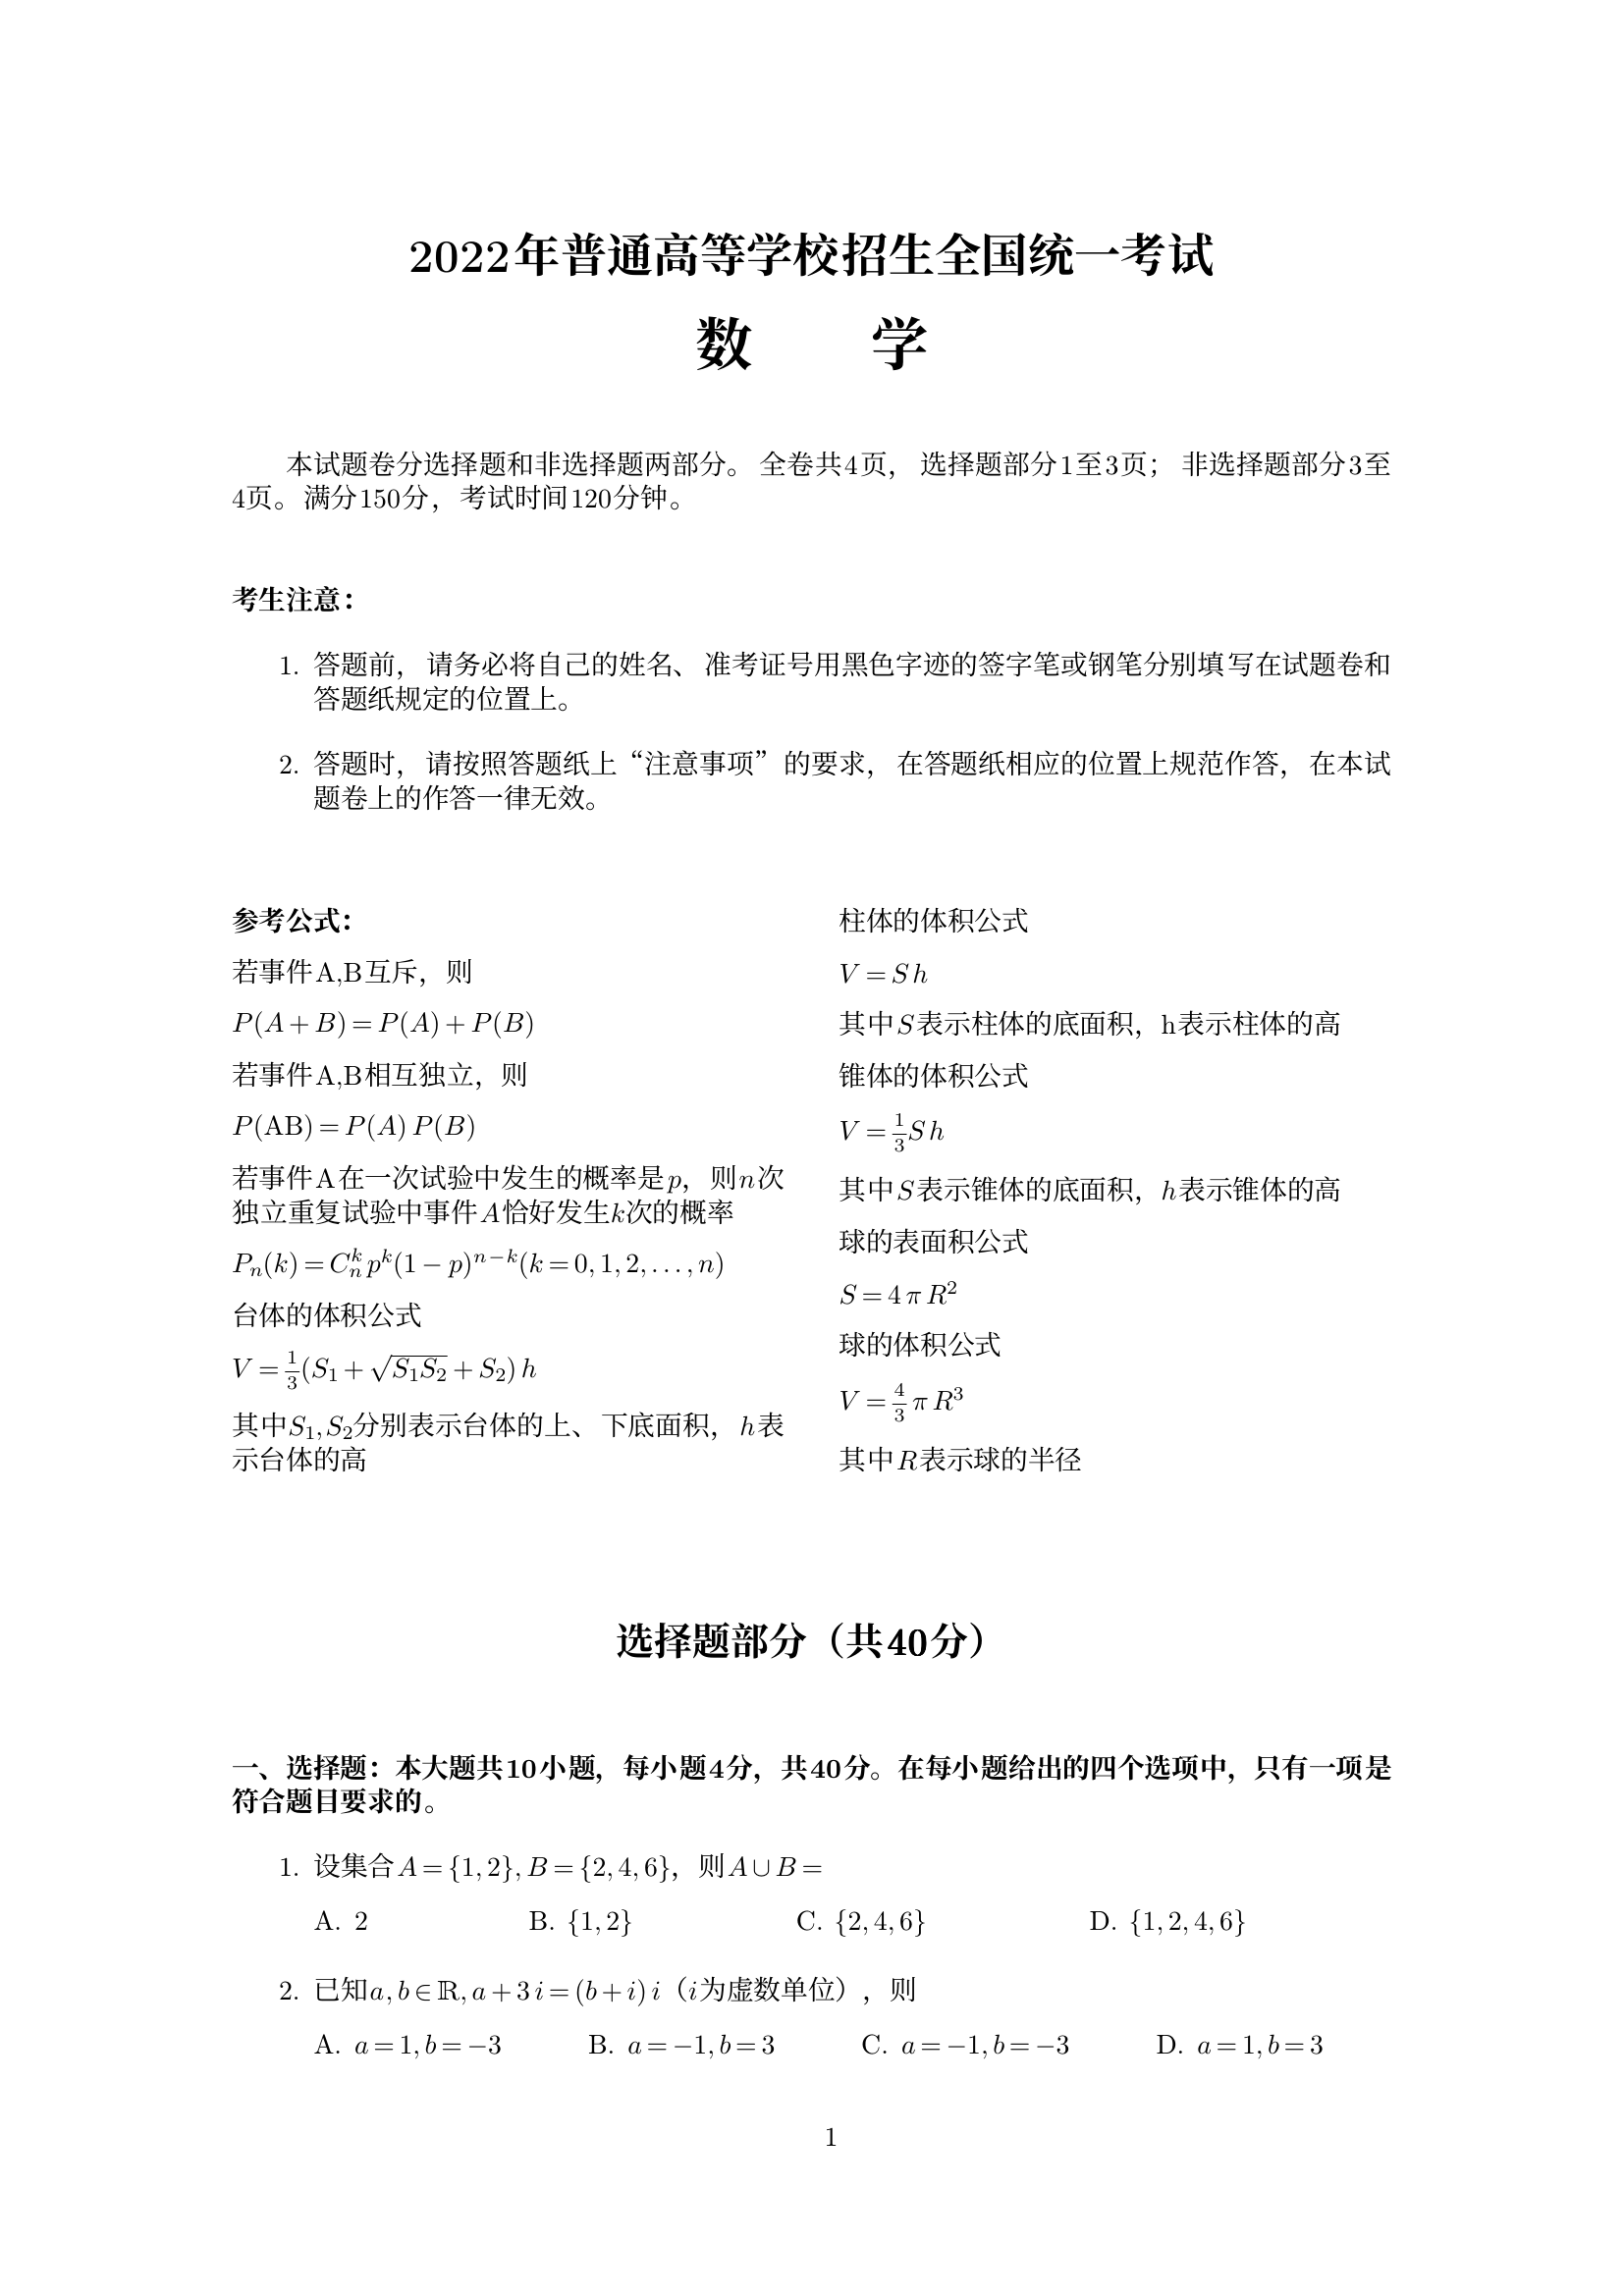 2022年普通高等学校招生全国统一考试
数 学
本试题卷分选择题和非选择题两部分。全卷共4页，选择题部分1至3页；非选择题部分3至
4页。满分150分，考试时间120分钟。
考生注意：
1. 答题前，请务必将自己的姓名、准考证号用黑色字迹的签字笔或钢笔分别填写在试题卷和
答题纸规定的位置上。
2. 答题时，请按照答题纸上“注意事项”的要求，在答题纸相应的位置上规范作答，在本试
题卷上的作答一律无效。
参考公式：
若事件A,B互斥，则
P(A+B)=P(A)+P(B)
若事件A,B相互独立，则
P(AB)=P(A)P(B)
若事件A在一次试验中发生的概率是p，则n次
独立重复试验中事件A恰好发生k次的概率
$P_n(k)=C_n^k p^k(1-p)^{n-k}(k=0,1,2,\ldots,n)$
台体的体积公式
$V=\frac{1}{3}(S_1+\sqrt{S_1S_2}+S_2)h$
其中$S_1,S_2$分别表示台体的上、下底面积，h表
示台体的高
柱体的体积公式
V=Sh
其中S表示柱体的底面积，h表示柱体的高
锥体的体积公式
$V=\frac{1}{3}Sh$
其中S表示锥体的底面积，h表示锥体的高
球的表面积公式
$S=4\pi R^2$
球的体积公式
$V=\frac{4}{3}\pi R^3$
其中R表示球的半径
选择题部分（共40分）
一、选择题：本大题共10小题，每小题4分，共40分。在每小题给出的四个选项中，只有一项是
符合题目要求的。
1. 设集合A={1,2},B={2,4,6}，则A∪B=
A. 2 B. {1,2} C. {2,4,6} D. {1,2,4,6}
2. 已知a,b∈ℝ,a+3i=(b+i)i（i为虚数单位），则
A. a=1,b=−3 B. a=−1,b=3 C. a=−1,b=−3 D. a=1,b=3
1